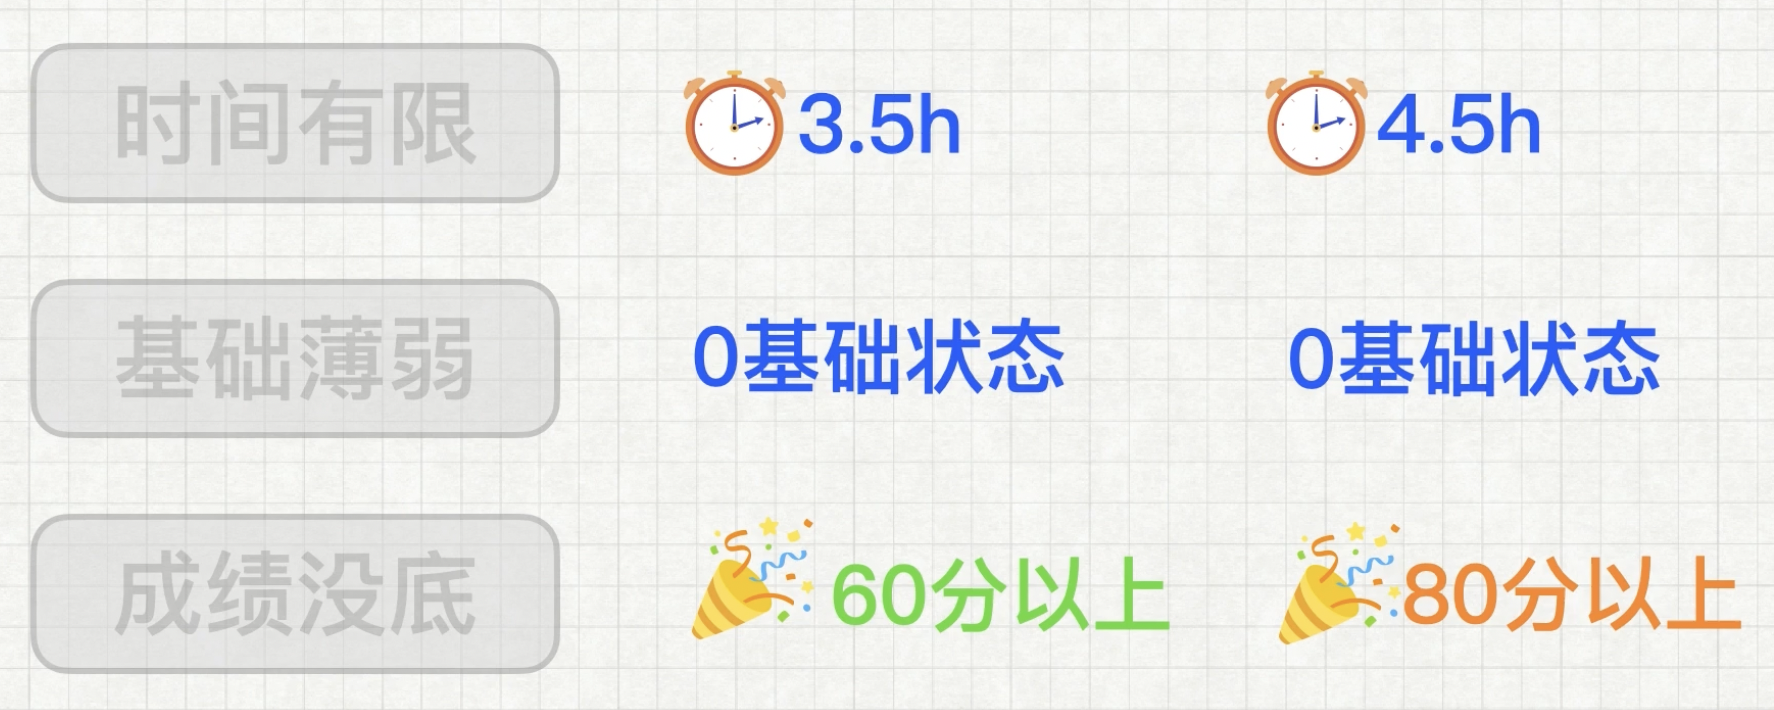 时间有限
3.5h
4.5h
基础薄弱
0基础状态
0基础状态
成绩没底
60分以上
80分以上